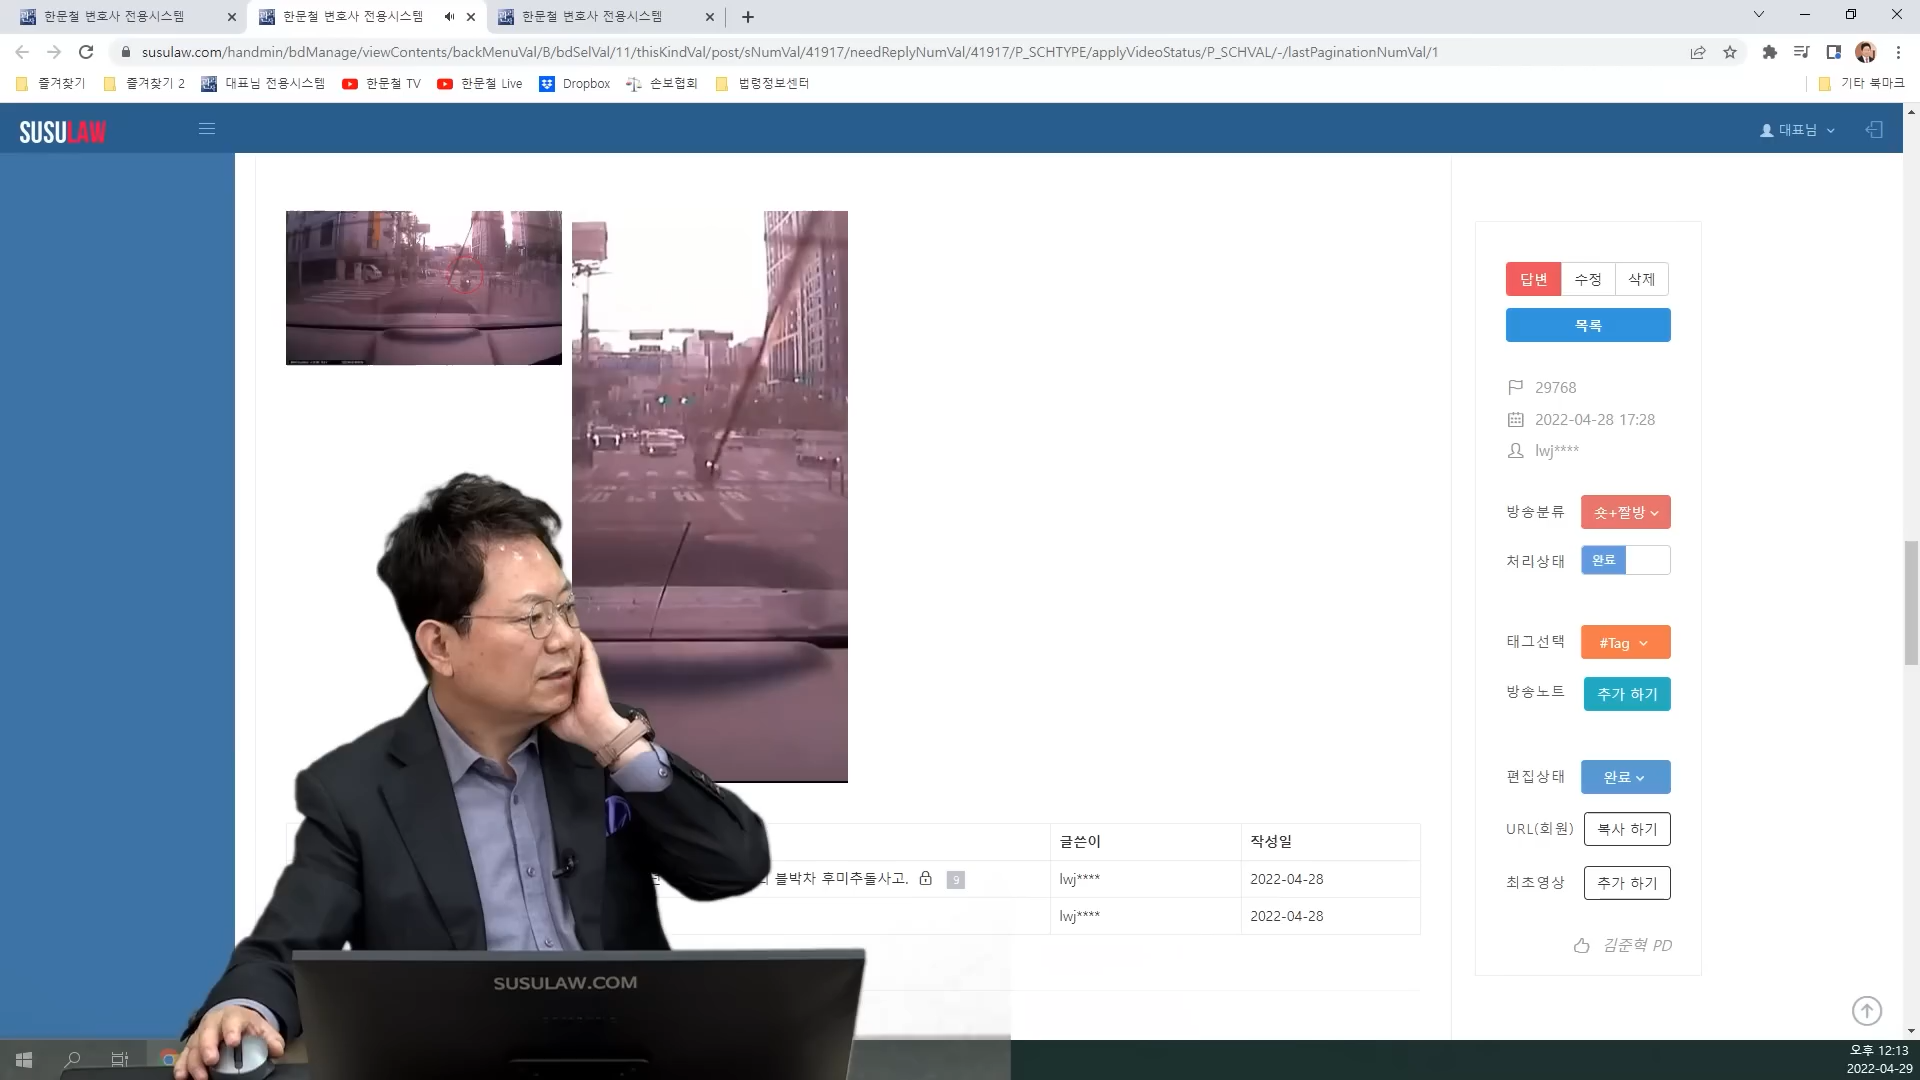 한문철 변호사 전용시스템
한문철 변호사 전용시스템
한문철 변호사 전용시스템
susulaw.com/handmin/bdManage/viewContents/backMenuVal/B/bdSelVal/11/thisKindVal/post/sNumVal/41917/needReplyNumVal/41917/P_SCHTYPE/applyVideoStatus/P_SCHVAL/-/lastPaginationNumVal/1
즐겨찾기 즐겨찾기 2 대표님 전용시스템 한문철 TV 한문철 Live Dropbox 손보협회 법령정보센터 기타 북마크
SUSULAW 대표님
답변 수정 삭제
목록
29768
2022-04-28 17:28
lwj****
방송분류 숏+짤방
처리상태 완료
태그선택 #Tag
방송노트 추가 하기
편집상태 완료
URL(회원) 복사 하기
최초영상 추가 하기
김준혁 PD
글쓴이 작성일
블박차 후미추돌사고. 9 lwj**** 2022-04-28
lwj**** 2022-04-28
SUSULAW.COM
오후 12:13
2022-04-29